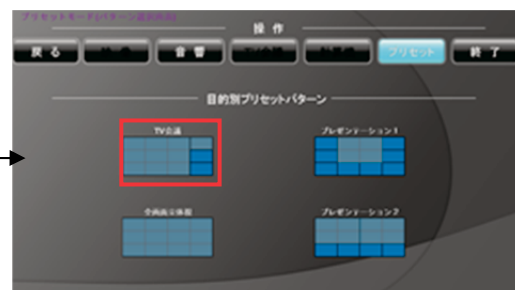 プリセットモード(パターン選択画面)
操 作
戻 る 音 響 プリセット 終 了
目的別プリセットパターン
TV会議 プレゼンテーション1
全画面立体視 プレゼンテーション2